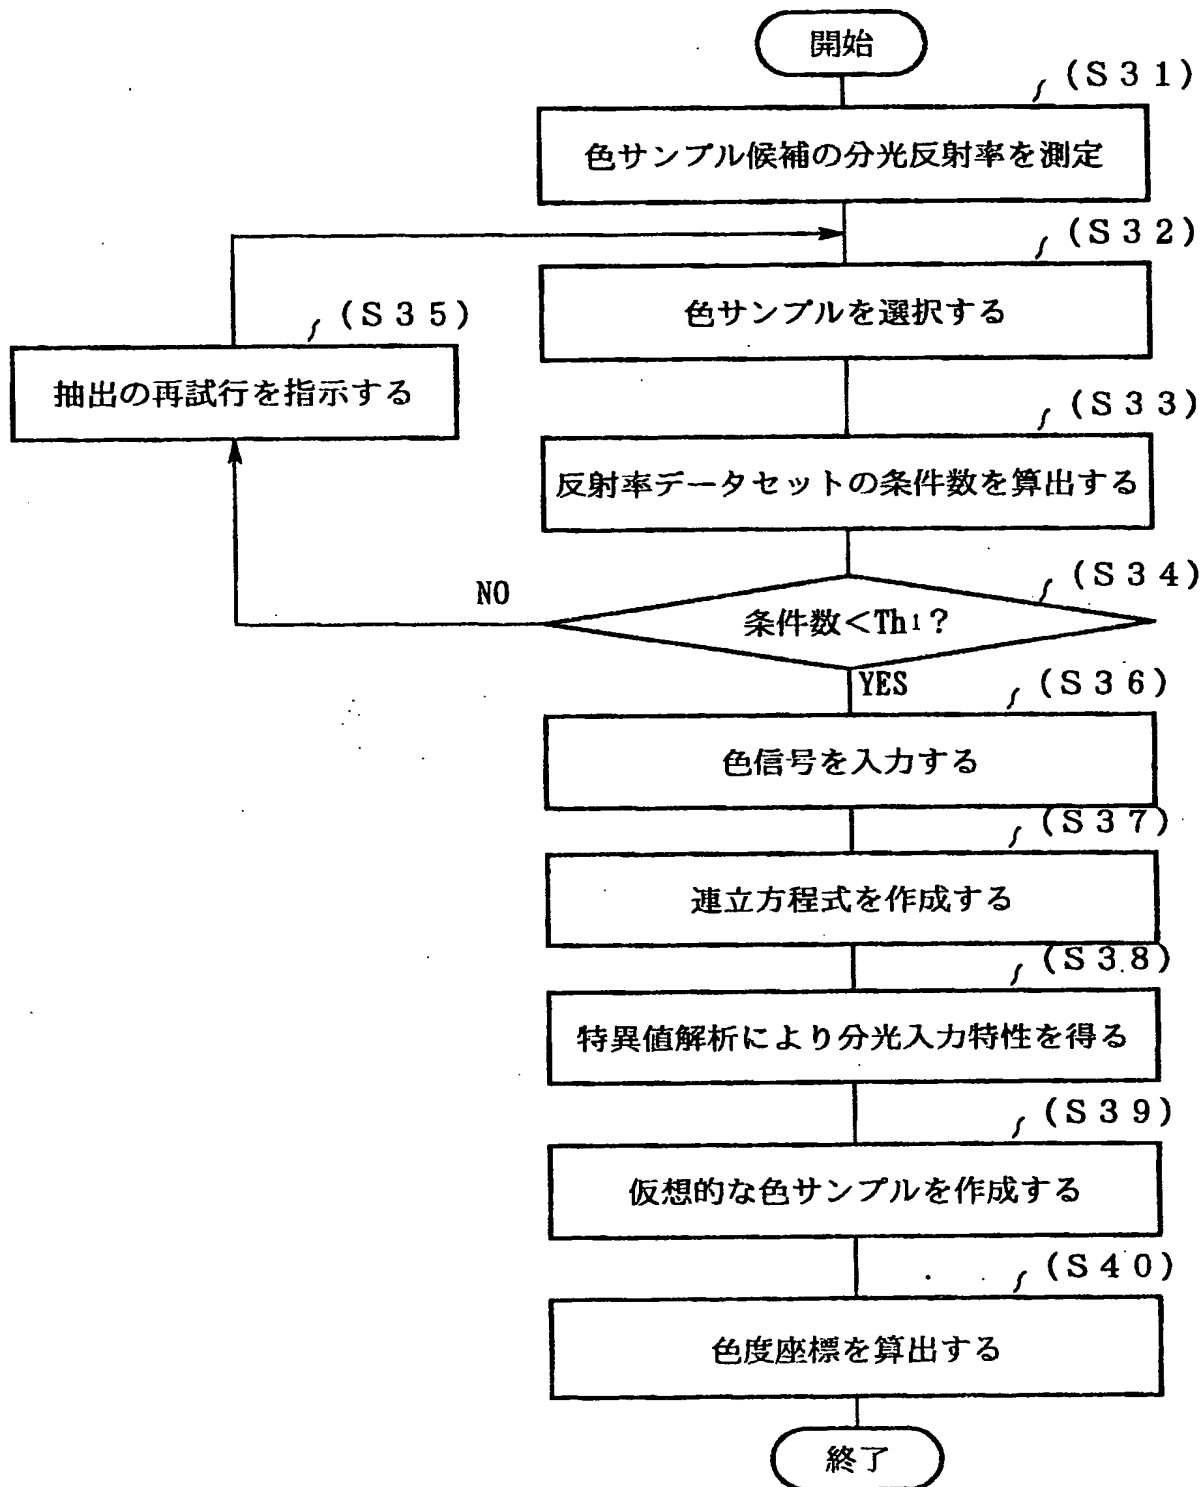 開始
(S31)
色サンプル候補の分光反射率を測定
(S32)
色サンプルを選択する
(S35)
抽出の再試行を指示する
(S33)
反射率データセットの条件数を算出する
(S34)
NO
条件数<Th1?
YES
(S36)
色信号を入力する
(S37)
連立方程式を作成する
(S38)
特異値解析により分光入力特性を得る
(S39)
仮想的な色サンプルを作成する
(S40)
色度座標を算出する
終了